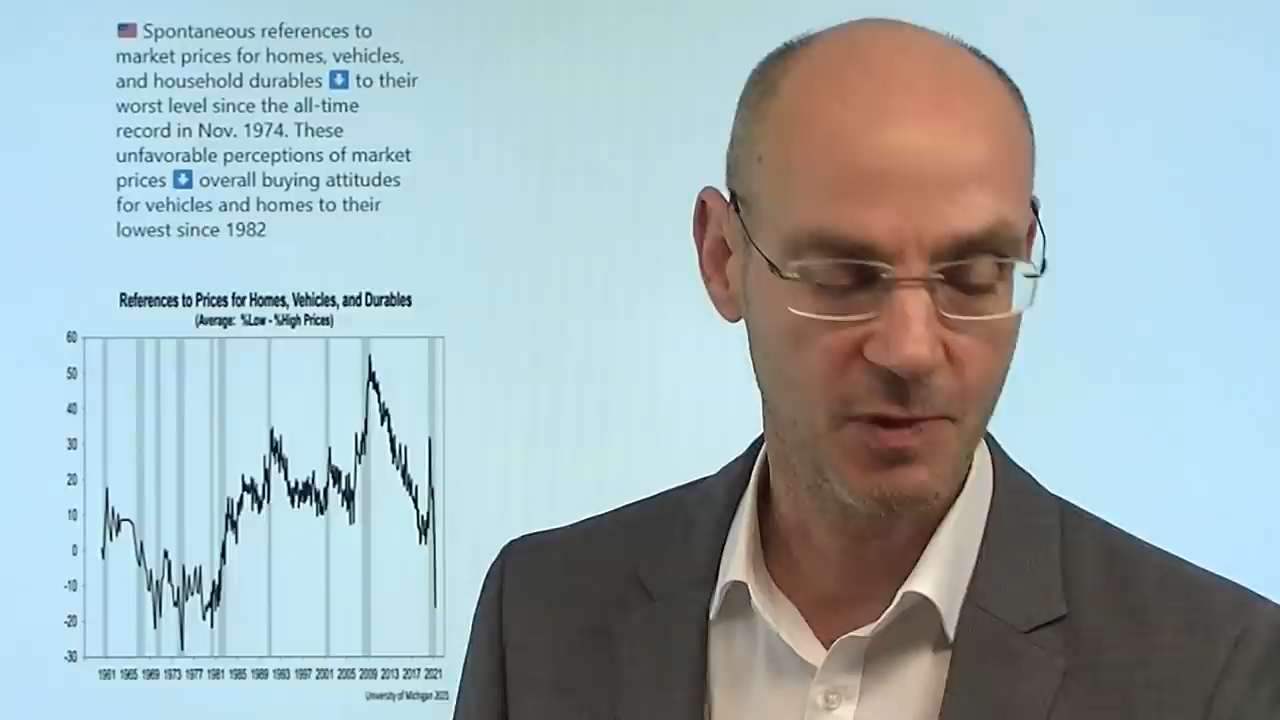 🇺🇸 Spontaneous references to
market prices for homes, vehicles,
and household durables ⬇ to their
worst level since the all-time
record in Nov. 1974. These
unfavorable perceptions of market
prices ⬇ overall buying attitudes
for vehicles and homes to their
lowest since 1982
References to Prices for Homes, Vehicles, and Durables
(Average: %Low - %High Prices)
60
50
40
30
20
10
0
-10
-20
-30
1961 1965 1969 1973 1977 1981 1985 1989 1993 1997 2001 2005 2009 2013 2017 2021
University of Michigan 2021